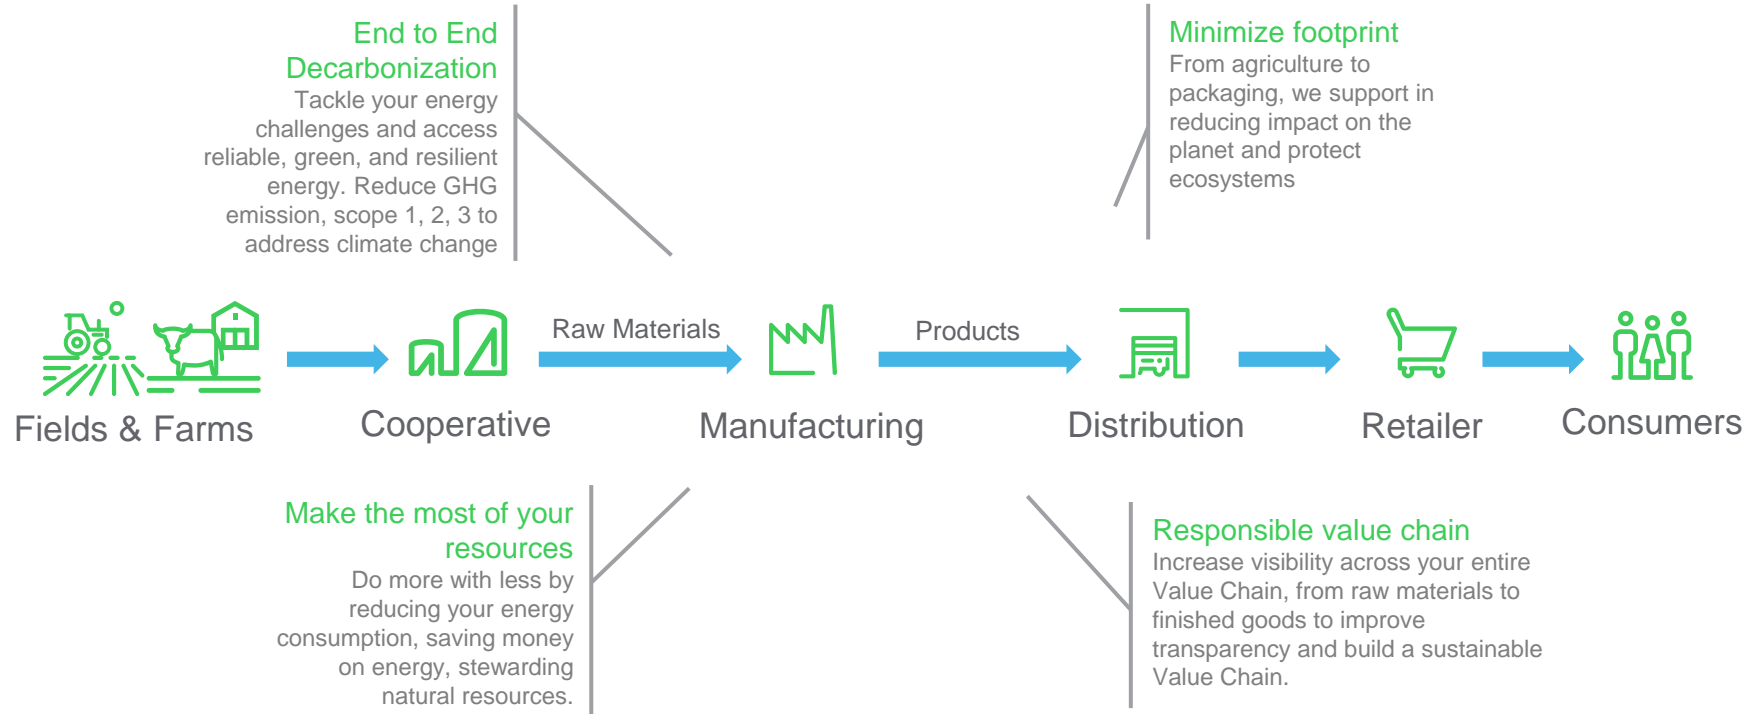 End to End
Decarbonization
Tackle your energy
challenges and access
reliable, green, and resilient
energy. Reduce GHG
emission, scope 1, 2, 3 to
address climate change
Minimize footprint
From agriculture to
packaging, we support in
reducing impact on the
planet and protect
ecosystems
Raw Materials
Products
Fields & Farms
Cooperative
Manufacturing
Distribution
Retailer
Consumers
Make the most of your
resources
Do more with less by
reducing your energy
consumption, saving money
on energy, stewarding
natural resources.
Responsible value chain
Increase visibility across your entire
Value Chain, from raw materials to
finished goods to improve
transparency and build a sustainable
Value Chain.